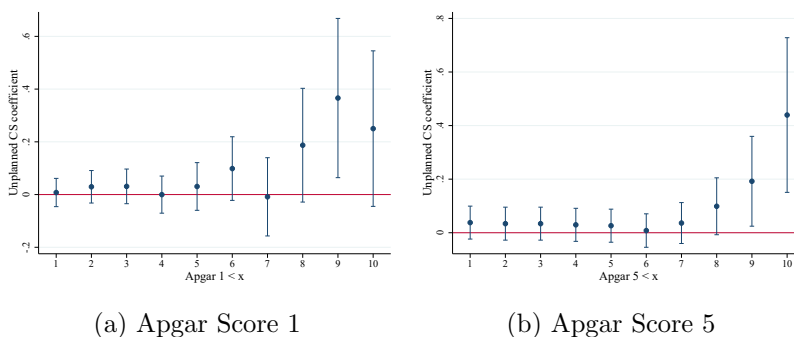 Unplanned CS coefficient
.6
.4
.2
0
-.2
1 2 3 4 5 6 7 8 9 10
Apgar 1 < x
(a) Apgar Score 1
Unplanned CS coefficient
.8
.6
.4
.2
0
1 2 3 4 5 6 7 8 9 10
Apgar 5 < x
(b) Apgar Score 5